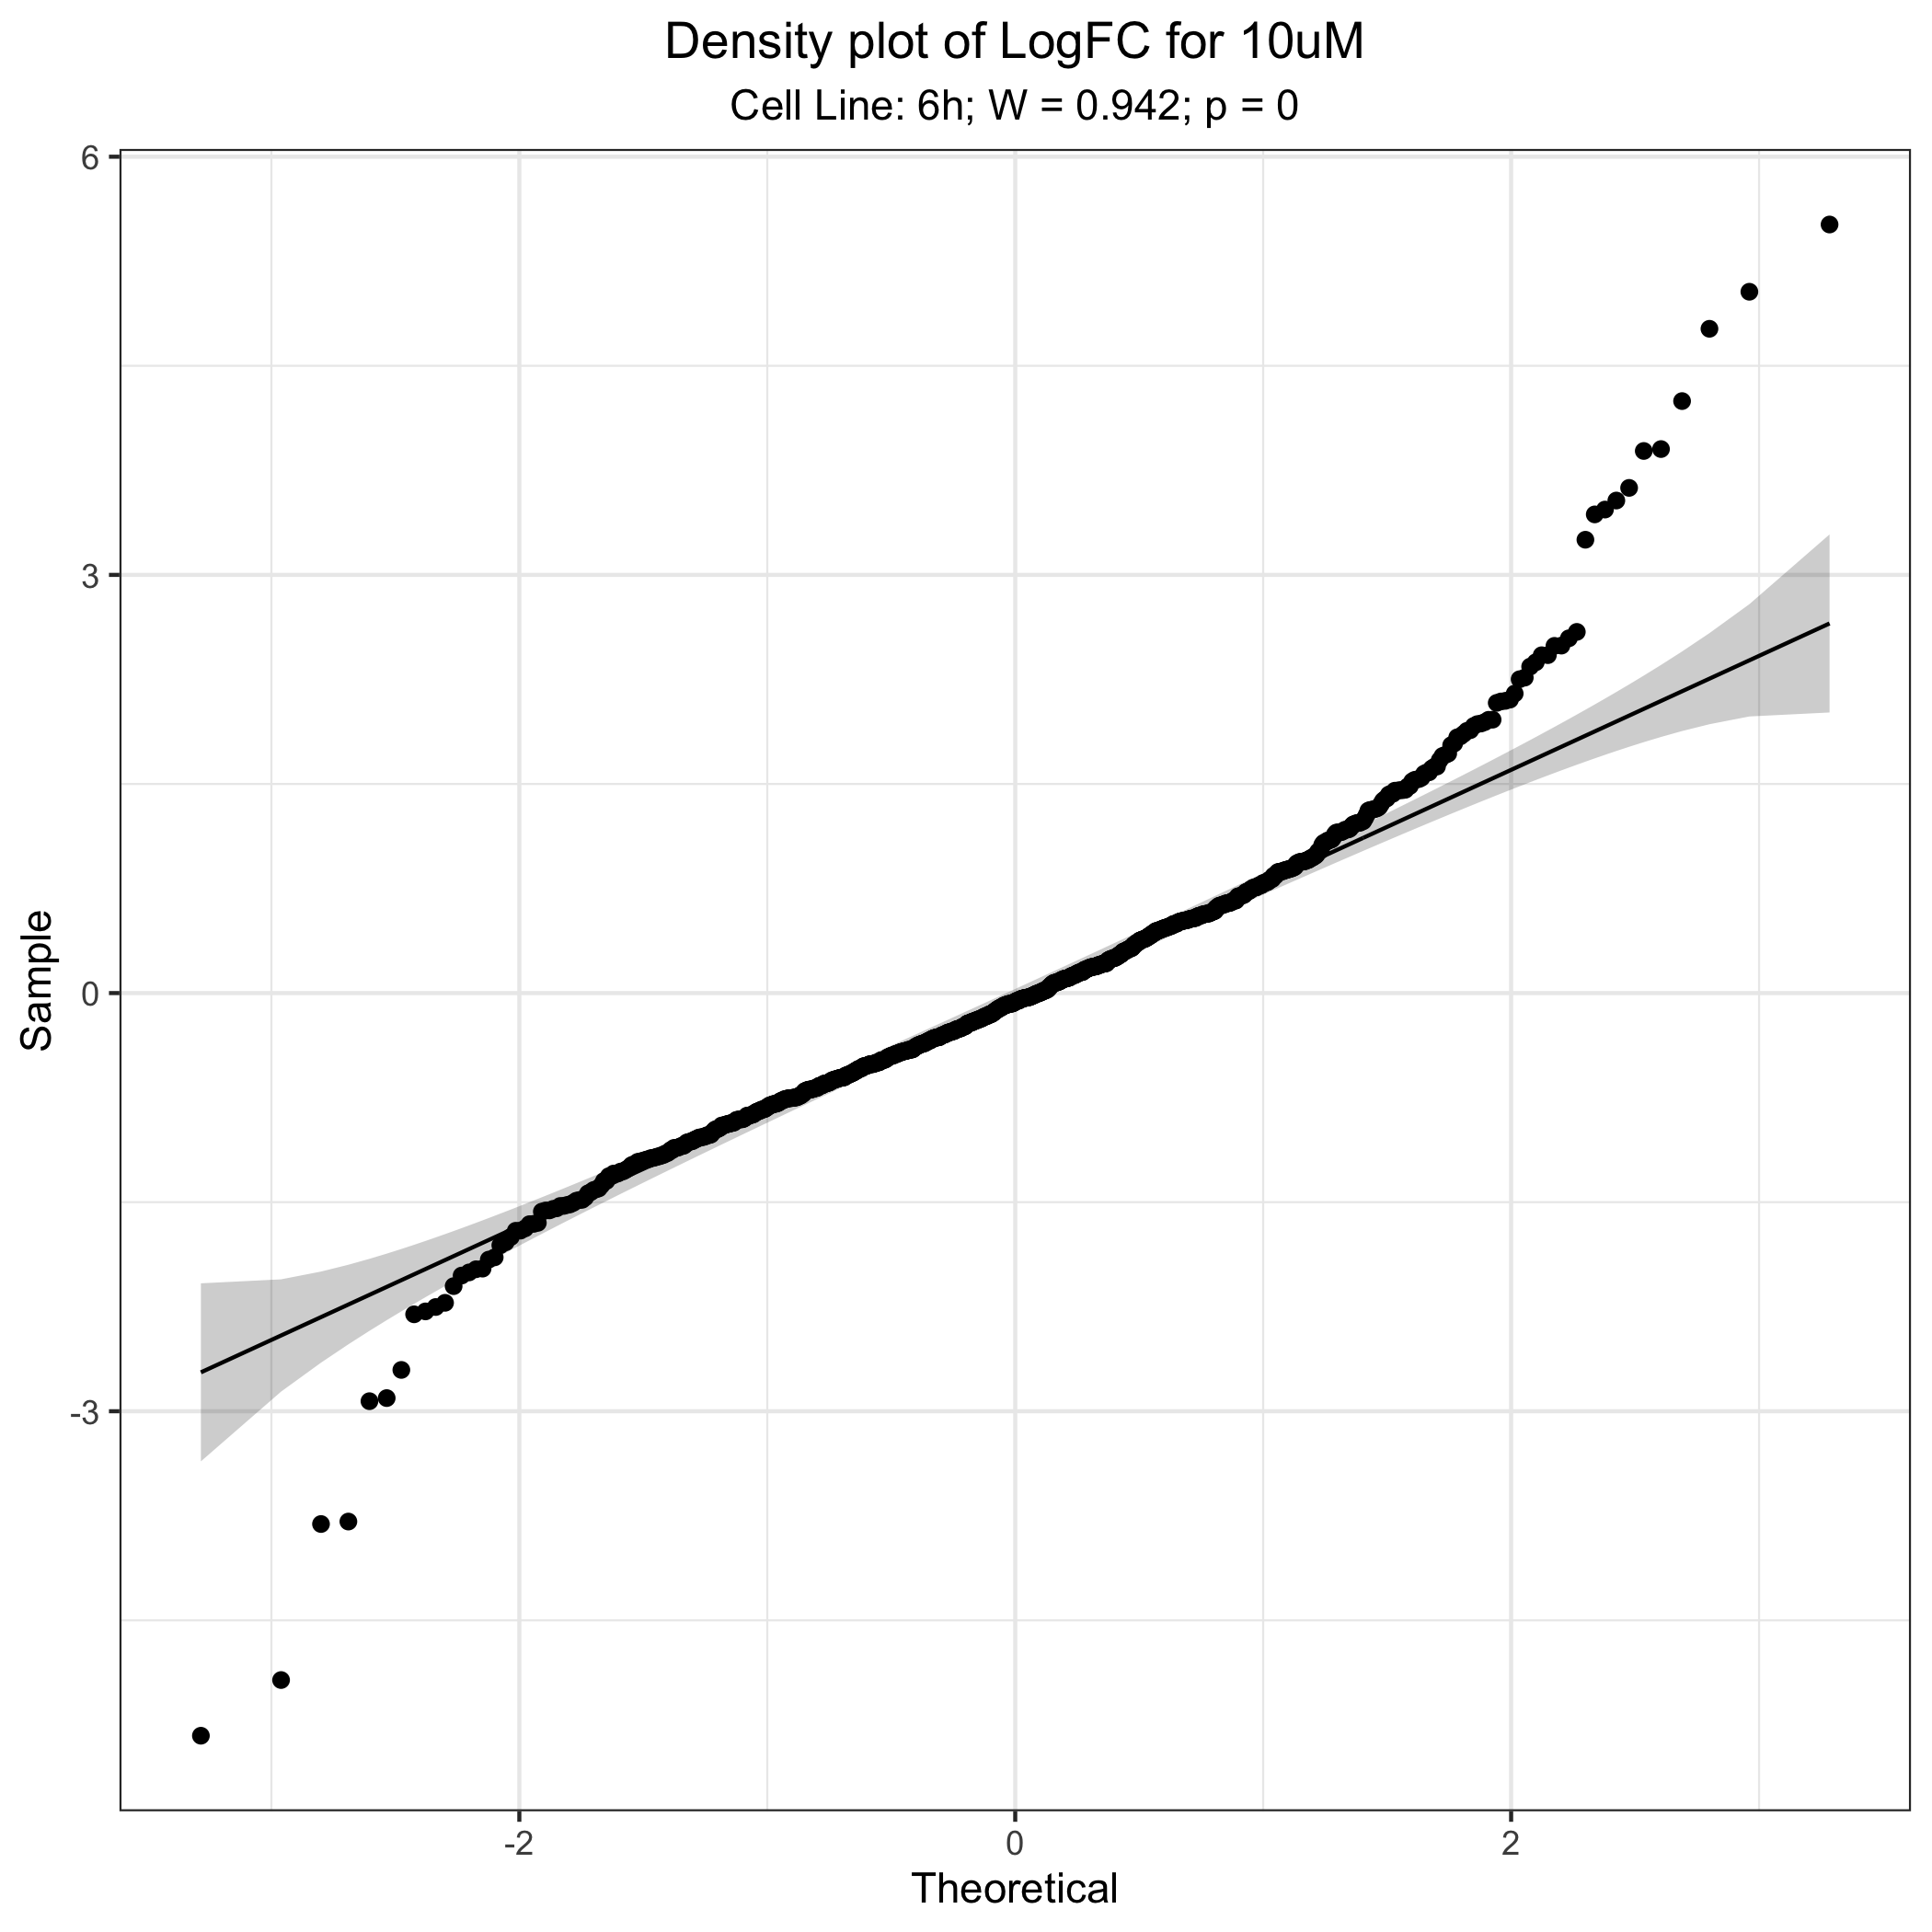 Density plot of LogFC for 10uM
Cell Line: 6h; W = 0.942; p = 0
6
3
0
-3
Sample
-2
0
2
Theoretical